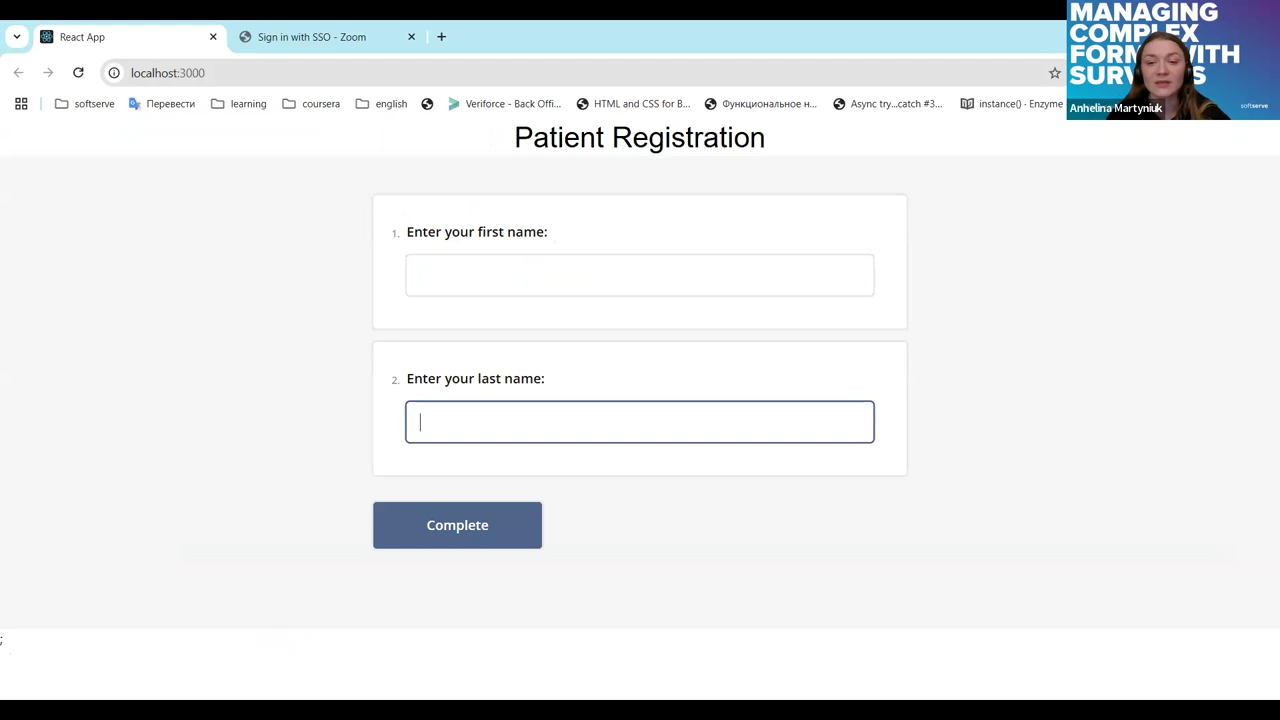 React App
Sign in with SSO - Zoom
localhost:3000
softserve
Перевести
learning
coursera
english
Veriforce - Back Offi...
HTML and CSS for B...
Функциональное н...
Async try...catch #3...
instance() · Enzyme
MANAGING
COMPLEX
WITH
Anhelina Martyniuk
softserve
Patient Registration
1. Enter your first name:
2. Enter your last name:
Complete
;